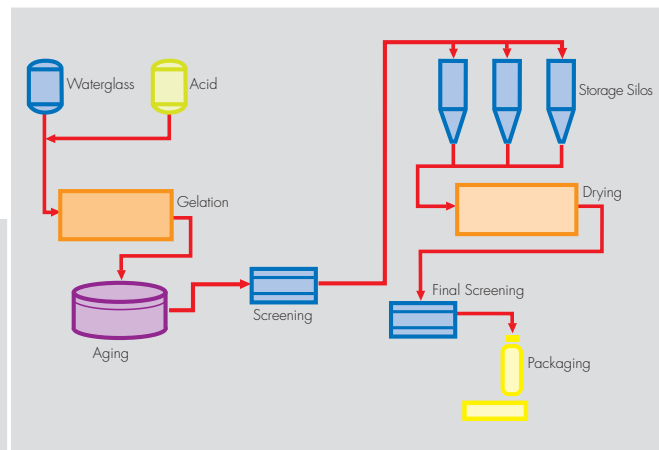 Waterglass
Acid
Storage Silos
Gelation
Drying
Screening
Final Screening
Aging
Packaging